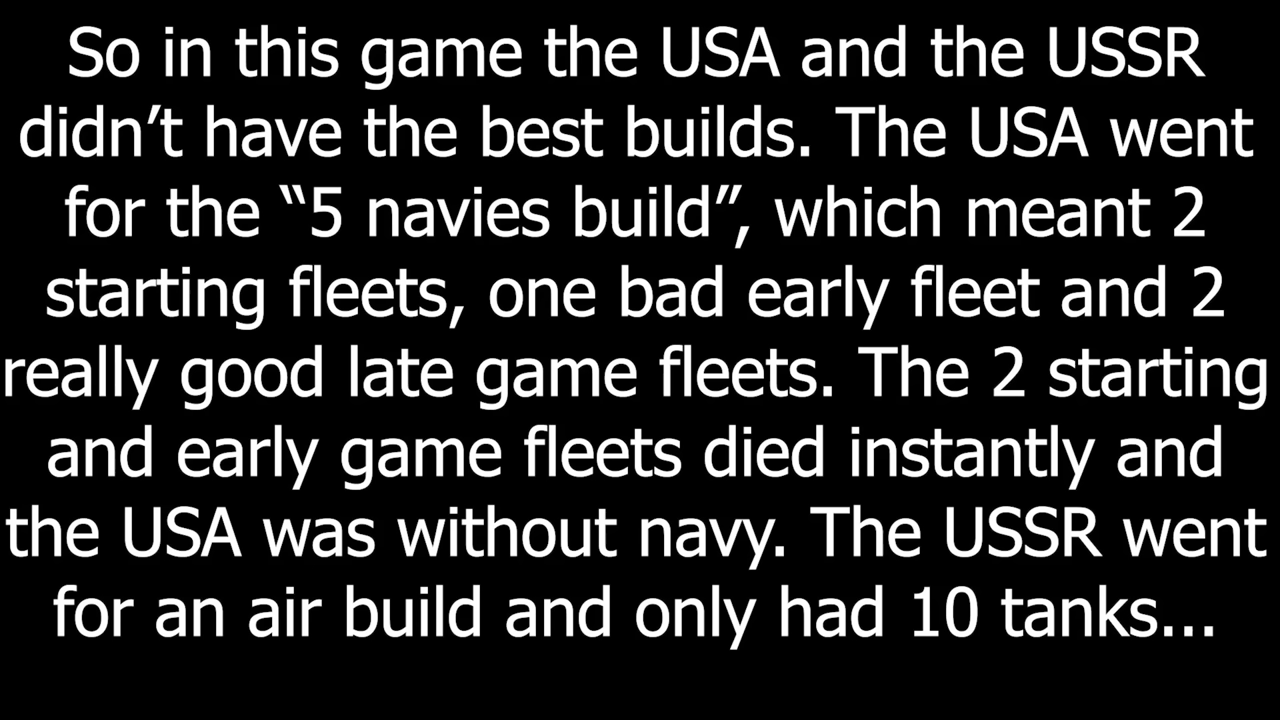 So in this game the USA and the USSR
didn’t have the best builds. The USA went
for the “5 navies build”, which meant 2
starting fleets, one bad early fleet and 2
really good late game fleets. The 2 starting
and early game fleets died instantly and
the USA was without navy. The USSR went
for an air build and only had 10 tanks...